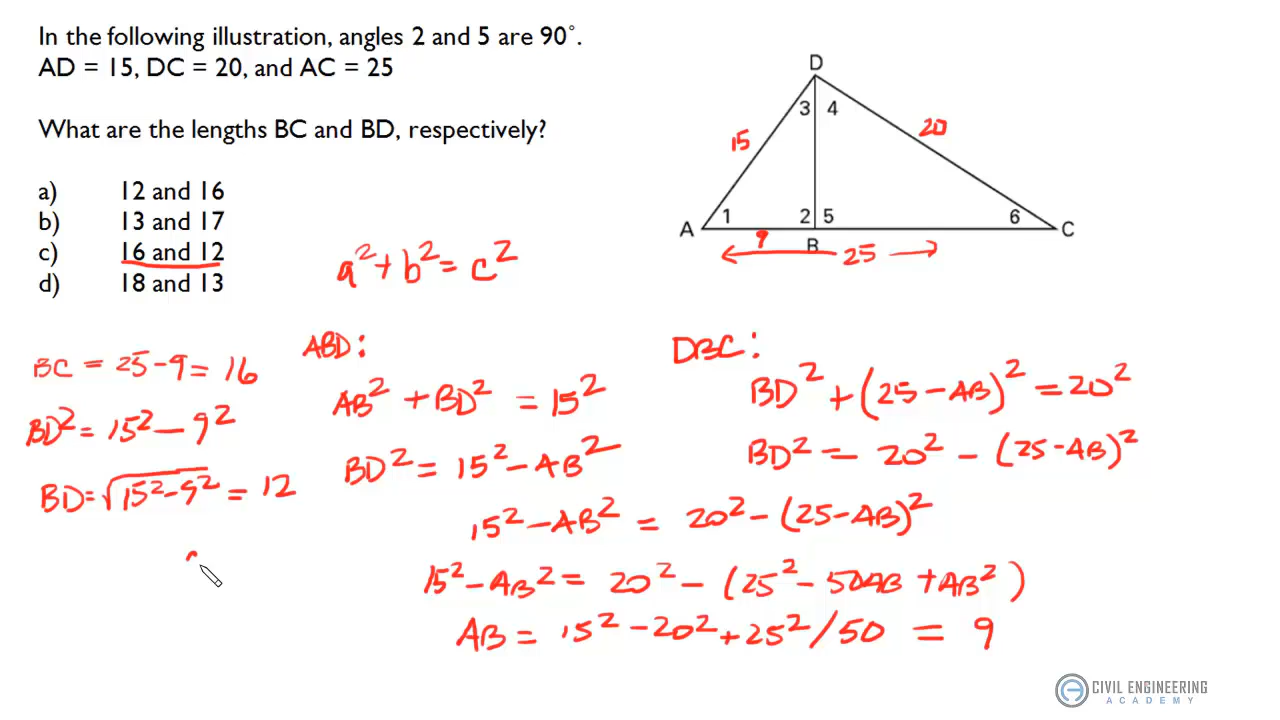 In the following illustration, angles 2 and 5 are 90°.
AD = 15, DC = 20, and AC = 25
What are the lengths BC and BD, respectively?
a) 12 and 16
b) 13 and 17
c) 16 and 12
d) 18 and 13
D
3 4
15
20
A 1 2 5 6 C
9 B 25
a² + b² = c²
BC = 25 - 9 = 16
BD² = 15² - 9²
BD = √15² - 9² = 12
ABD:
AB² + BD² = 15²
BD² = 15² - AB²
DBC:
BD² + (25 - AB)² = 20²
BD² = 20² - (25 - AB)²
15² - AB² = 20² - (25 - AB)²
15² - AB² = 20² - (25² - 50AB + AB²)
AB = 15² - 20² + 25² / 50 = 9
CIVIL ENGINEERING
ACADEMY